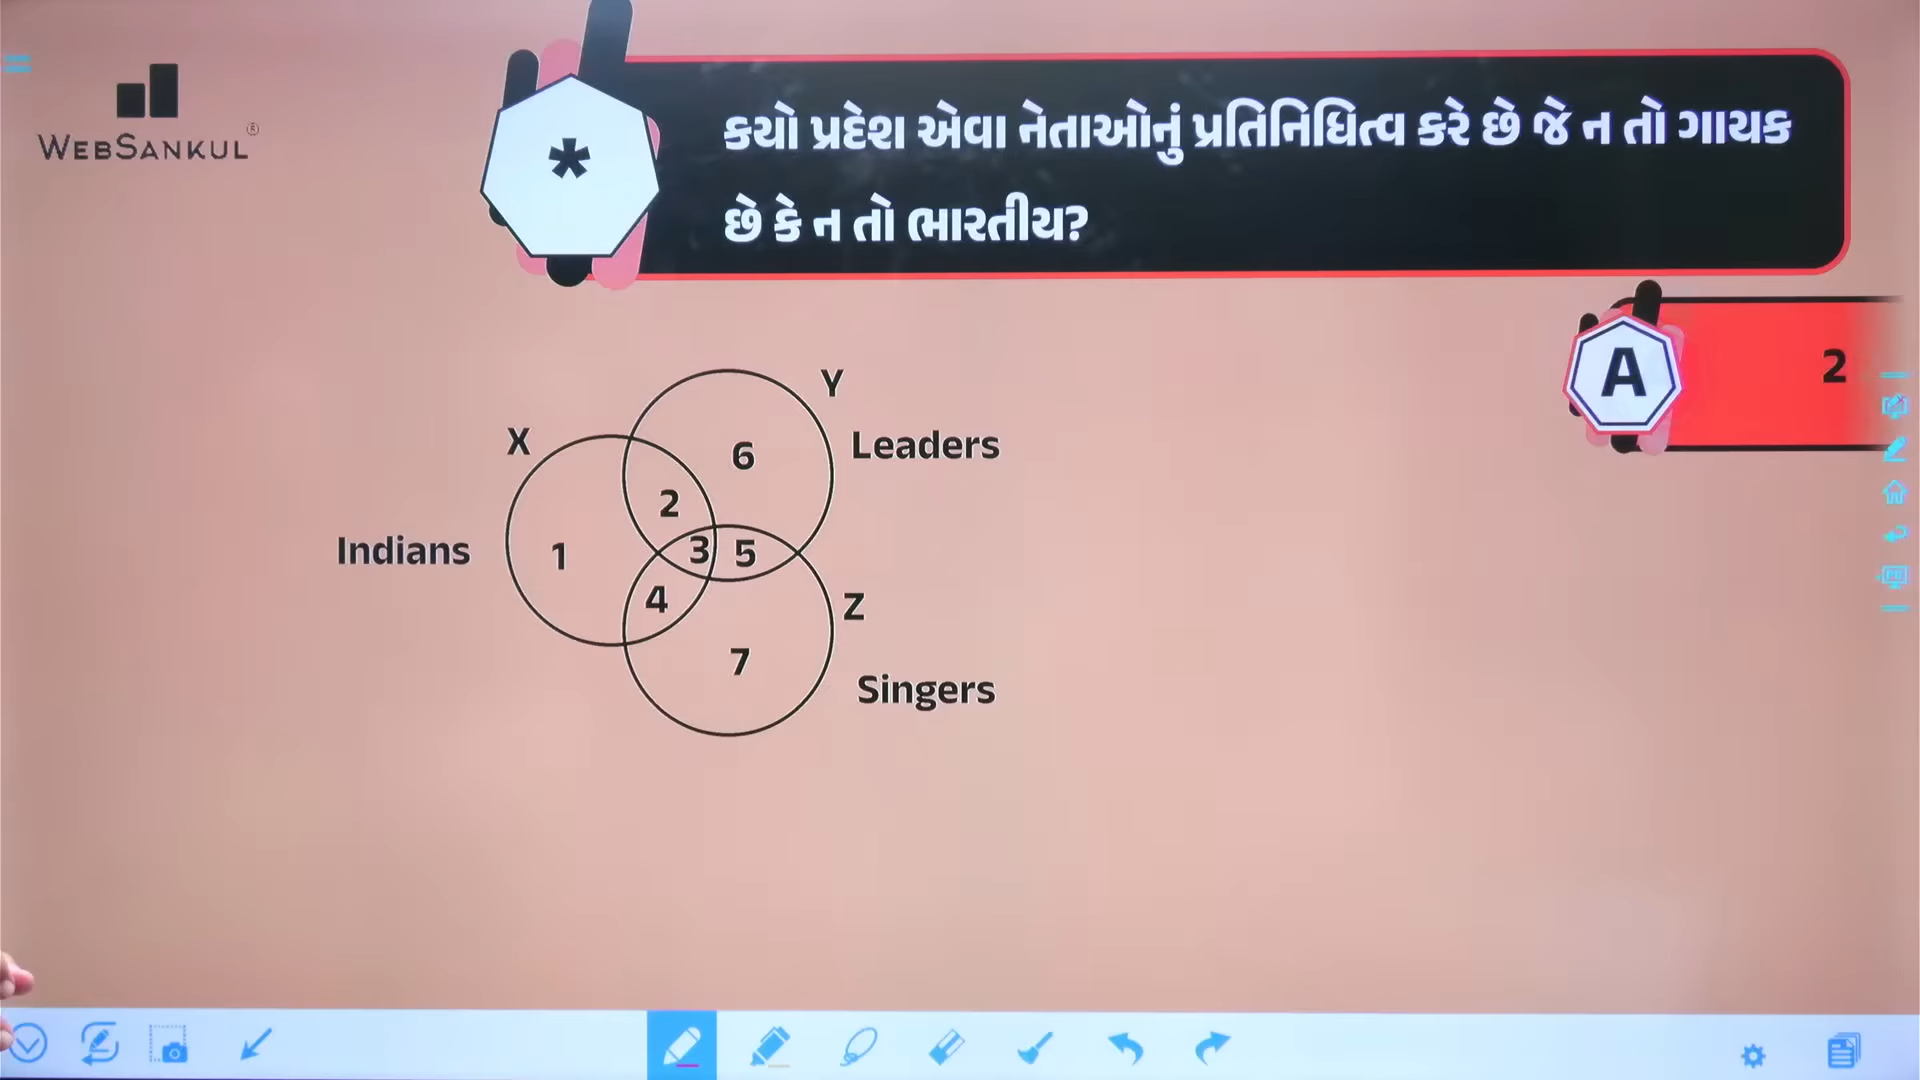 WEBSANKUL®
*
કયો પ્રદેશ એવા નેતાઓનું પ્રતિનિધિત્વ કરે છે જે ન તો ગાયક
છે કે ન તો ભારતીય?
A
2
Y
X
6
Leaders
2
Indians
1
3
5
4
Z
7
Singers